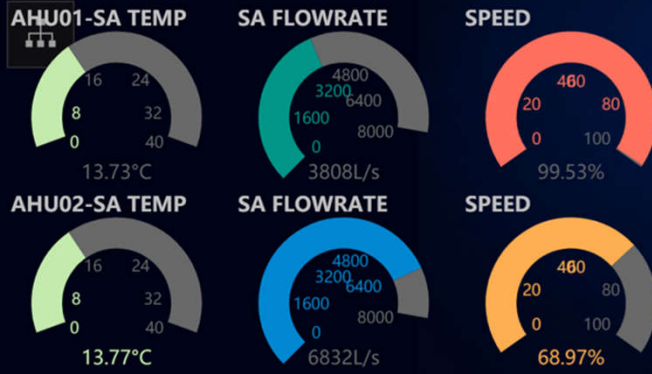 AHU01-SA TEMP SA FLOWRATE SPEED
16 24 4800 60
3200 6400
8 32 1600 20 80
0 40 0 8000 0 100
13.73°C 3808L/s 99.53%
AHU02-SA TEMP SA FLOWRATE SPEED
16 24 4800 60
3200 6400
8 32 1600 20 80
0 40 0 8000 0 100
13.77°C 6832L/s 68.97%